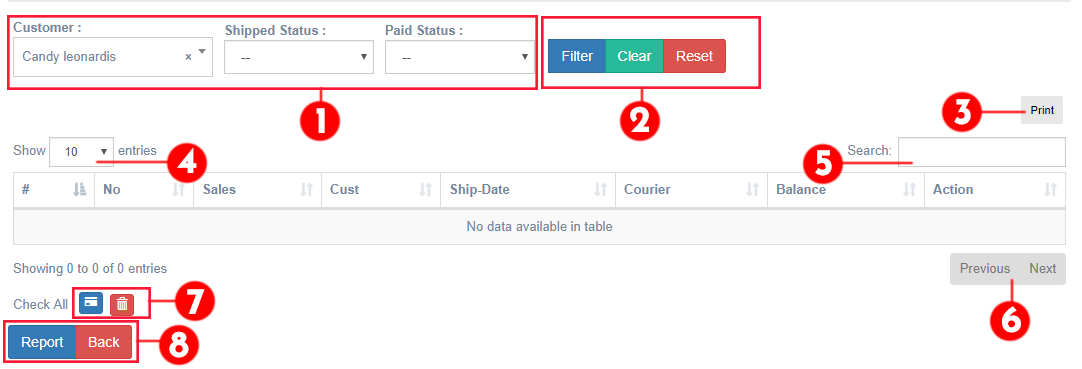 Customer : Shipped Status : Paid Status :
Candy leonardis × -- -- Filter Clear Reset
1 2
3 Print
Show 10 entries 4 5 Search:
# No Sales Cust Ship-Date Courier Balance Action
No data available in table
Showing 0 to 0 of 0 entries Previous Next
Check All 7 6
Report Back 8